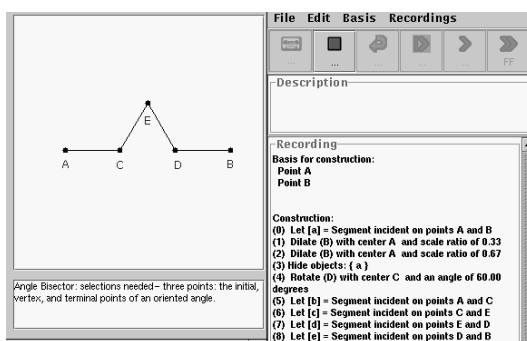 File Edit Basis Recordings
... ... ... ... ... FF
Description
E
A C D B
Recording
Basis for construction:
Point A
Point B
Construction:
(0) Let [a] = Segment incident on points A and B
(1) Dilate (B) with center A and scale ratio of 0.33
(2) Dilate (B) with center A and scale ratio of 0.67
(3) Hide objects: { a }
(4) Rotate (D) with center C and an angle of 60.00
degrees
(5) Let [b] = Segment incident on points A and C
(6) Let [c] = Segment incident on points C and E
(7) Let [d] = Segment incident on points E and D
(8) Let [e] = Segment incident on points D and B
Angle Bisector: selections needed– three points: the initial,
vertex, and terminal points of an oriented angle.